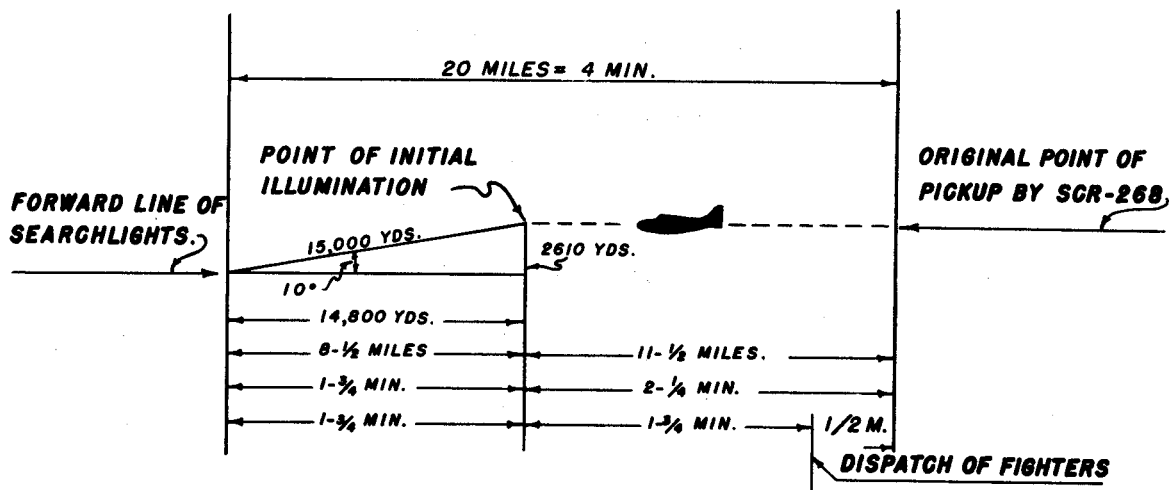 20 MILES = 4 MIN.
POINT OF INITIAL
ILLUMINATION
ORIGINAL POINT OF
PICKUP BY SCR-268.
FORWARD LINE OF
SEARCHLIGHTS.
15,000 YDS.
2610 YDS.
10°
14,800 YDS.
8-1/2 MILES
11-1/2 MILES.
1-3/4 MIN.
2-1/4 MIN.
1-3/4 MIN.
1-3/4 MIN.
1/2 M.
DISPATCH OF FIGHTERS